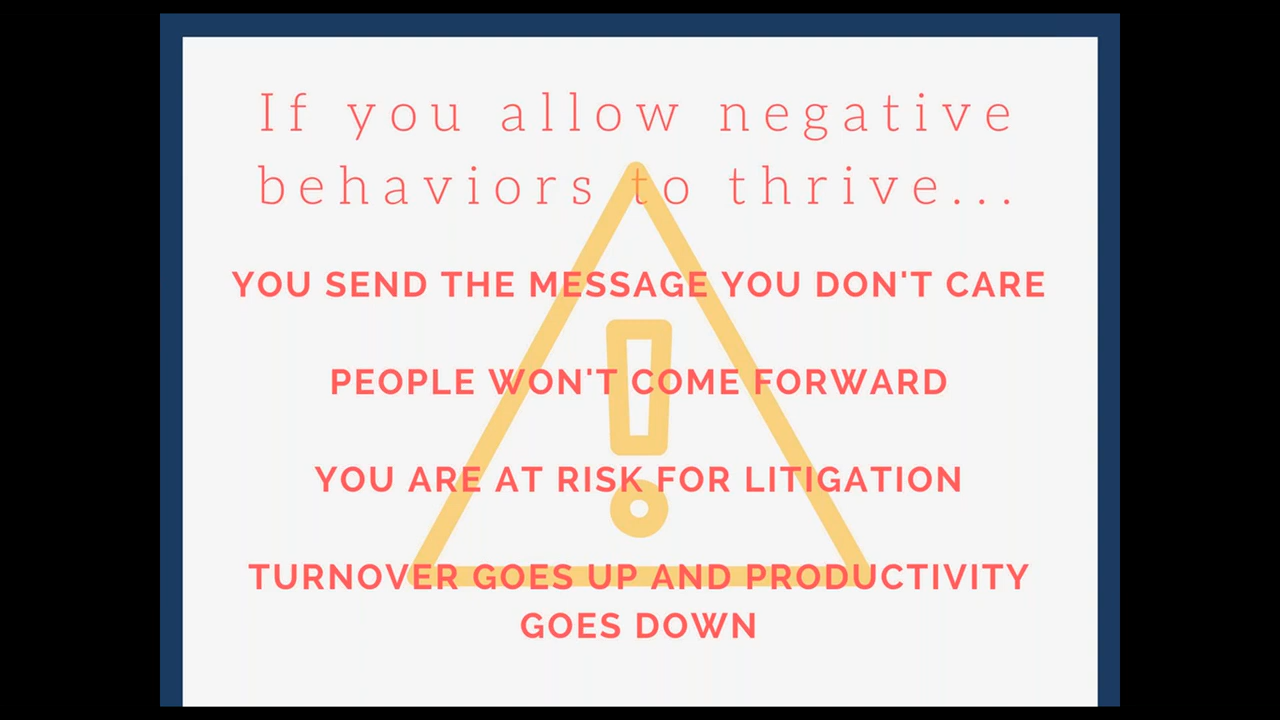 If you allow negative
behaviors to thrive...
YOU SEND THE MESSAGE YOU DON'T CARE
PEOPLE WON'T COME FORWARD
YOU ARE AT RISK FOR LITIGATION
TURNOVER GOES UP AND PRODUCTIVITY
GOES DOWN